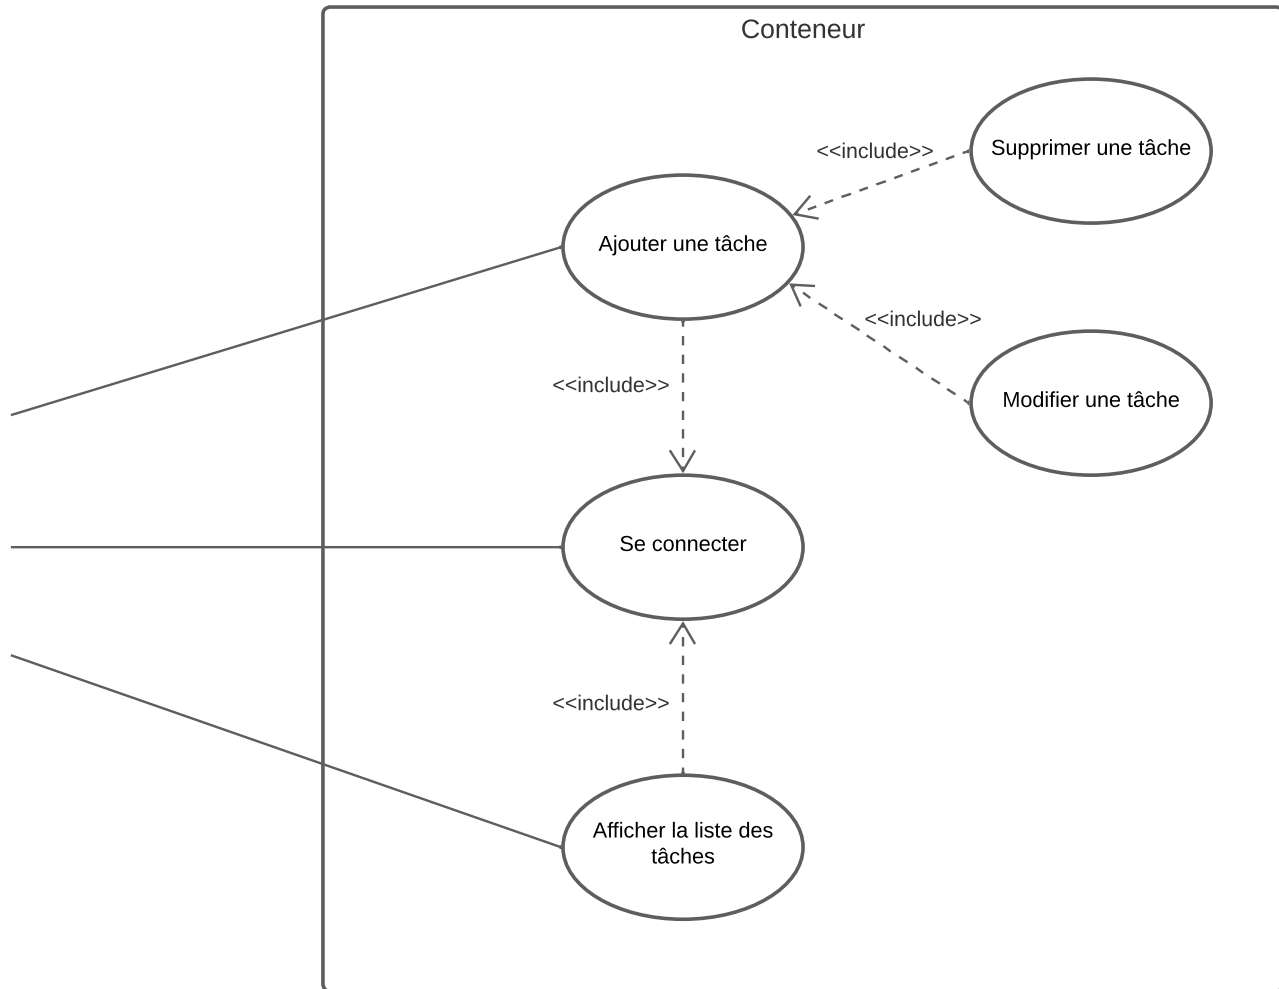 Conteneur
Supprimer une tâche
<<include>>
Ajouter une tâche
<<include>>
Modifier une tâche
<<include>>
Se connecter
<<include>>
Afficher la liste des
tâches